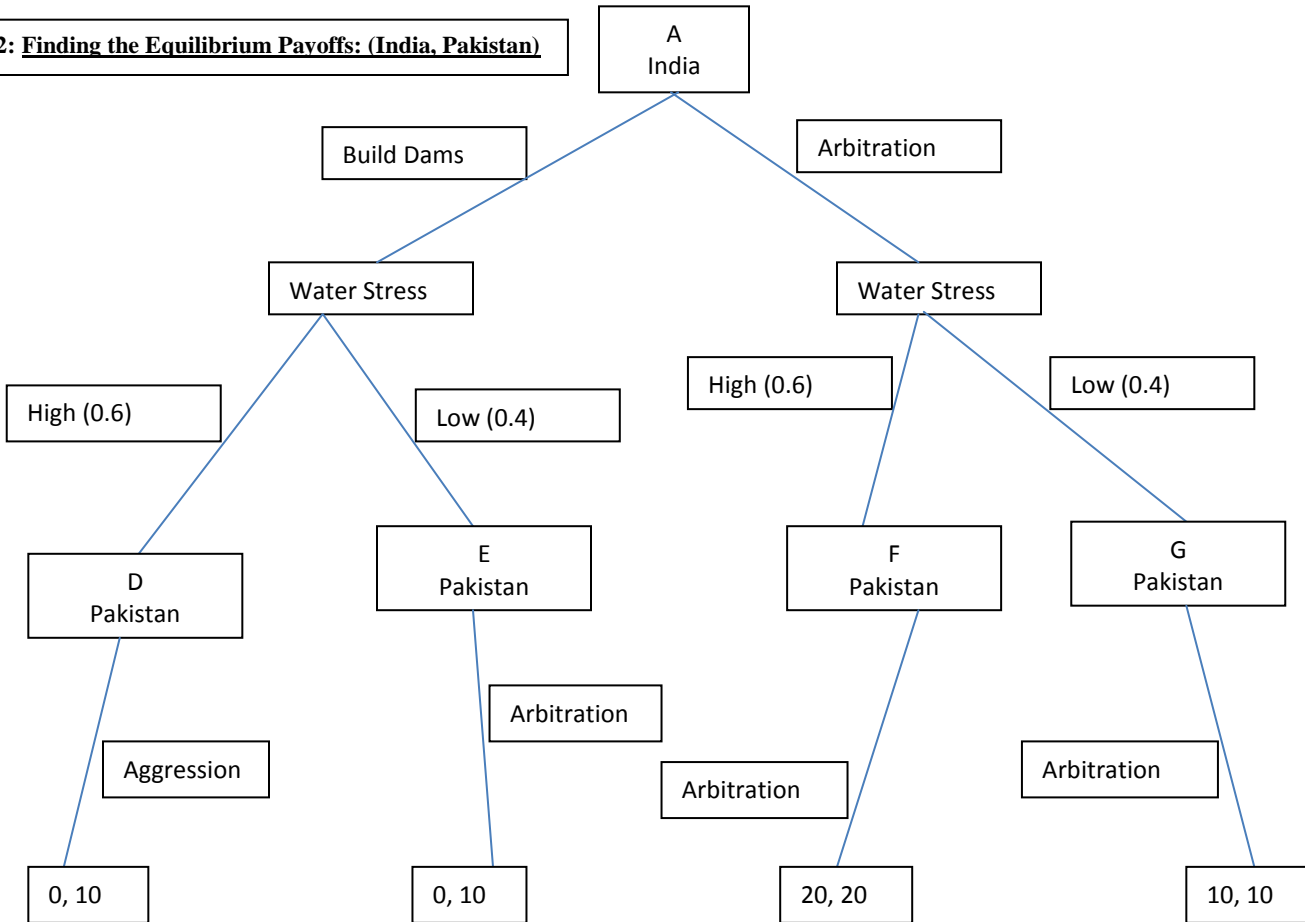 2: Finding the Equilibrium Payoffs: (India, Pakistan)
A
India
Build Dams
Arbitration
Water Stress
Water Stress
High (0.6)
Low (0.4)
High (0.6)
Low (0.4)
D
Pakistan
E
Pakistan
F
Pakistan
G
Pakistan
Aggression
Arbitration
Arbitration
Arbitration
0, 10
0, 10
20, 20
10, 10